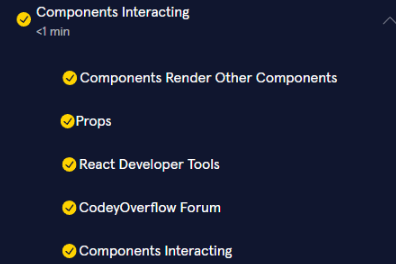 Components Interacting
<1 min
Components Render Other Components
Props
React Developer Tools
CodeyOverflow Forum
Components Interacting